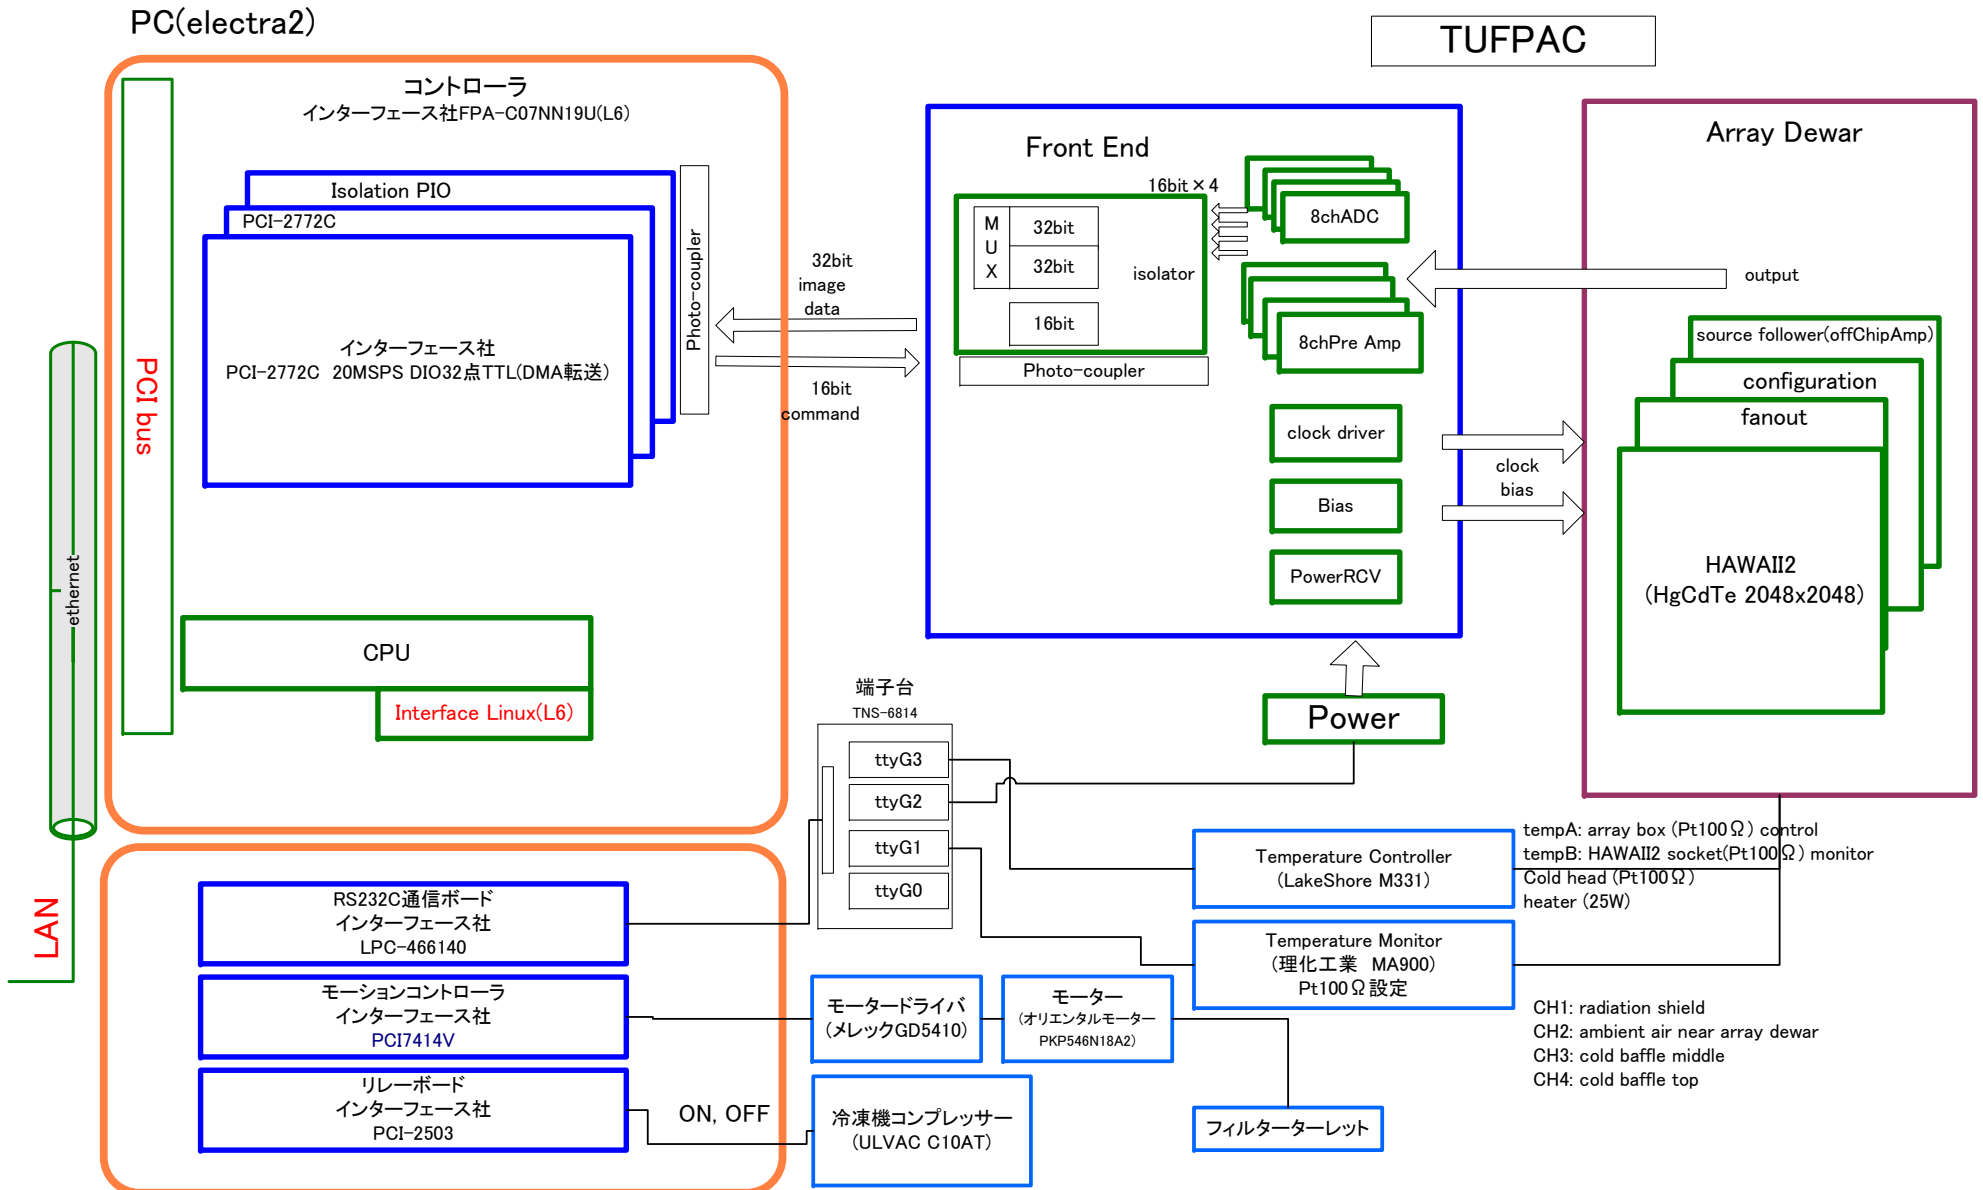 PC(electra2)
TUFPAC
コントローラ
インターフェース社FPA-C07NN19U(L6)
Isolation PIO
PCI-2772C
インターフェース社
PCI-2772C 20MSPS DIO32点TTL(DMA転送)
Photo-coupler
PCI bus
CPU
Interface Linux(L6)
ethernet
LAN
32bit
image
data
16bit
command
Front End
16bit×4
MUX
32bit
32bit
16bit
isolator
Photo-coupler
8chADC
8chPre Amp
clock driver
Bias
PowerRCV
output
clock
bias
Array Dewar
source follower(offChipAmp)
configuration
fanout
HAWAII2
(HgCdTe 2048x2048)
Power
端子台
TNS-6814
ttyG3
ttyG2
ttyG1
ttyG0
Temperature Controller
(LakeShore M331)
tempA: array box (Pt100Ω) control
tempB: HAWAII2 socket(Pt100Ω) monitor
Cold head (Pt100Ω)
heater (25W)
Temperature Monitor
(理化工業 MA900)
Pt100Ω設定
CH1: radiation shield
CH2: ambient air near array dewar
CH3: cold baffle middle
CH4: cold baffle top
RS232C通信ボード
インターフェース社
LPC-466140
モーションコントローラ
インターフェース社
PCI7414V
リレーボード
インターフェース社
PCI-2503
モータードライバ
(メレックGD5410)
モーター
(オリエンタルモーター
PKP546N18A2)
ON, OFF
冷凍機コンプレッサー
(ULVAC C10AT)
フィルターターレット